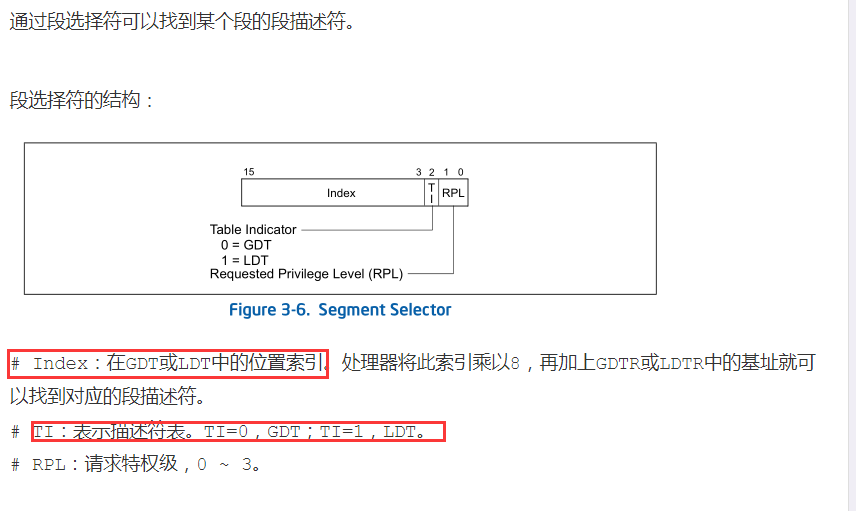 通过段选择符可以找到某个段的段描述符。
段选择符的结构：
15 3 2 1 0
Index TI RPL
Table Indicator
0 = GDT
1 = LDT
Requested Privilege Level (RPL)
Figure 3-6. Segment Selector
# Index：在GDT或LDT中的位置索引。处理器将此索引乘以8，再加上GDTR或LDTR中的基址就可
以找到对应的段描述符。
# TI：表示描述符表。TI=0，GDT；TI=1，LDT。
# RPL：请求特权级，0 ~ 3。